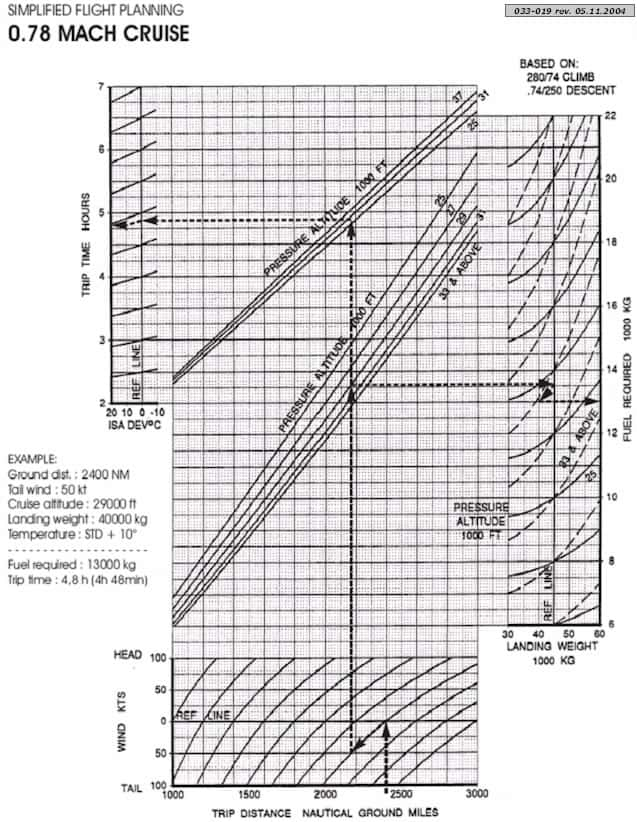 SIMPLIFIED FLIGHT PLANNING
033-019 rev. 05.11.2004
0.78 MACH CRUISE
BASED ON:
280/74 CLIMB
.74/250 DESCENT
7
6
5
4
3
2
TRIP TIME HOURS
20 10 0 -10
ISA DEV°C
REF LINE
PRESSURE ALTITUDE 1000 FT
37
31
25
PRESSURE ALTITUDE 1000 FT
25
27
29
31
33 & ABOVE
22
20
18
16
14
12
10
8
6
FUEL REQUIRED 1000 KG
33 & ABOVE
25
PRESSURE
ALTITUDE
1000 FT
REF LINE
30 40 50 60
LANDING WEIGHT
1000 KG
EXAMPLE:
Ground dist. : 2400 NM
Tail wind : 50 kt
Cruise altitude : 29000 ft
Landing weight : 40000 kg
Temperature : STD + 10°
Fuel required : 13000 kg
Trip time : 4,8 h (4h 48min)
HEAD 100
50
0
50
TAIL 100
WIND KTS
REF LINE
1000 1500 2000 2500 3000
TRIP DISTANCE NAUTICAL GROUND MILES